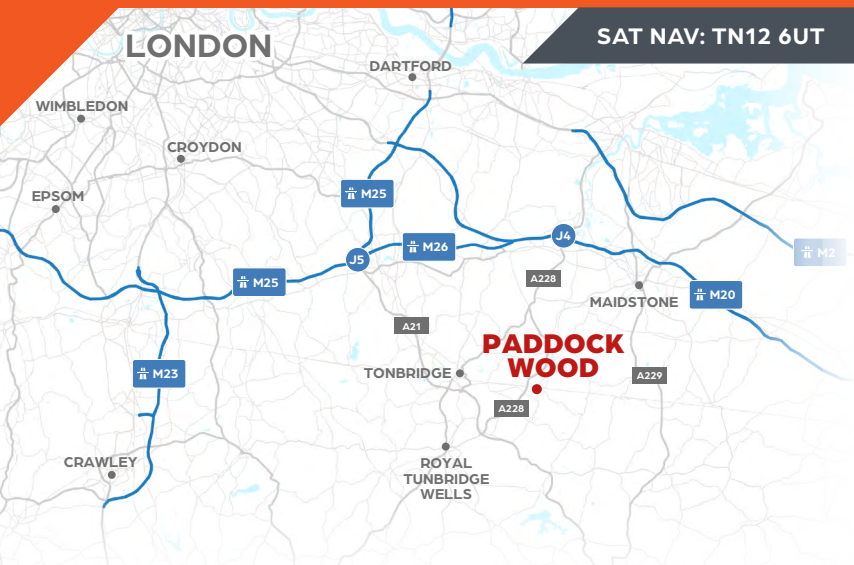 LONDON
SAT NAV: TN12 6UT
DARTFORD
WIMBLEDON
CROYDON
EPSOM
M25
J4
M26
M2
J5
A228
M25
M20
MAIDSTONE
A21
PADDOCK
WOOD
M23
TONBRIDGE
A229
A228
CRAWLEY
ROYAL
TUNBRIDGE
WELLS